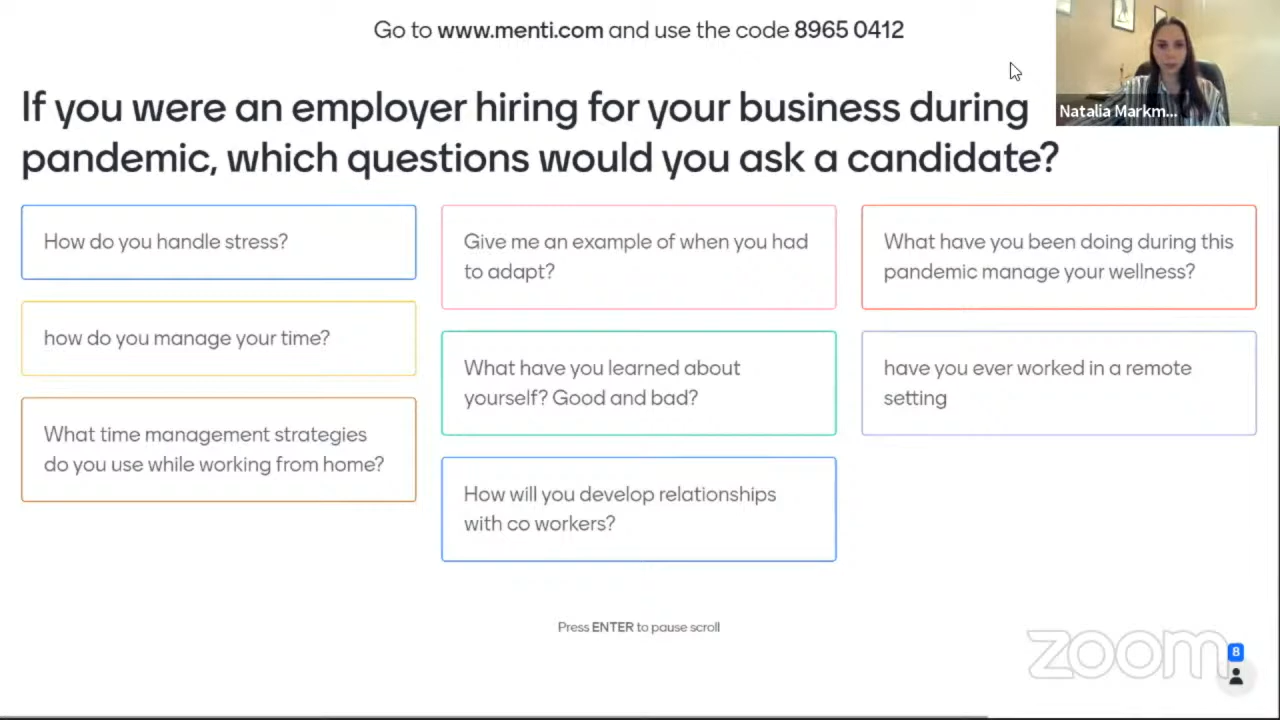 Go to www.menti.com and use the code 8965 0412
Natalia Markm...
If you were an employer hiring for your business during
pandemic, which questions would you ask a candidate?
How do you handle stress?
how do you manage your time?
What time management strategies
do you use while working from home?
Give me an example of when you had
to adapt?
What have you learned about
yourself? Good and bad?
How will you develop relationships
with co workers?
What have you been doing during this
pandemic manage your wellness?
have you ever worked in a remote
setting
Press ENTER to pause scroll
zoom
8